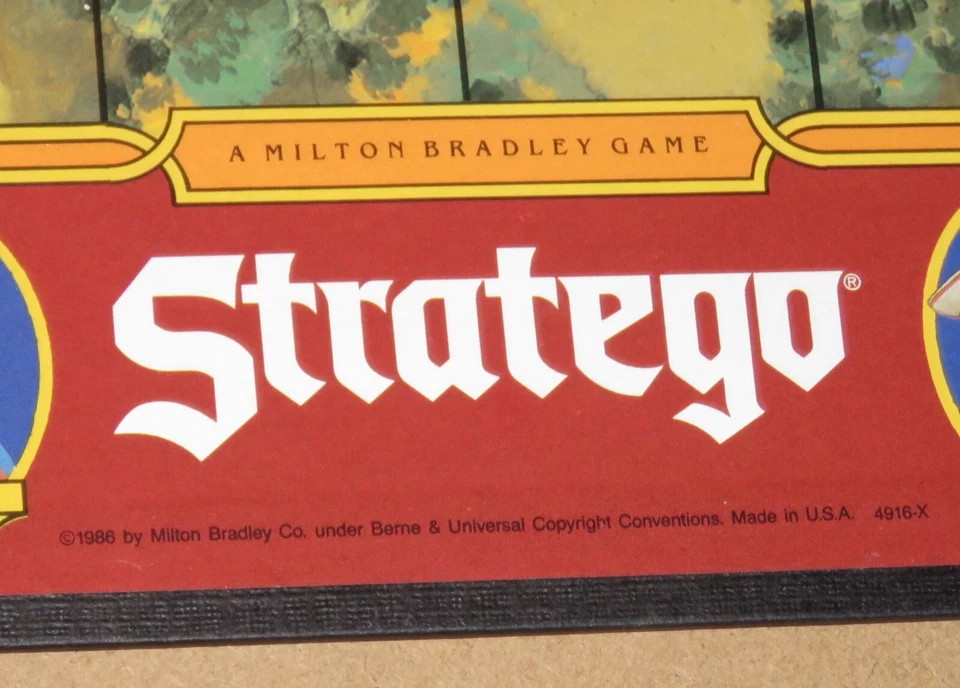 A MILTON BRADLEY GAME
Stratego®
©1986 by Milton Bradley Co. under Berne & Universal Copyright Conventions. Made in U.S.A. 4916-X